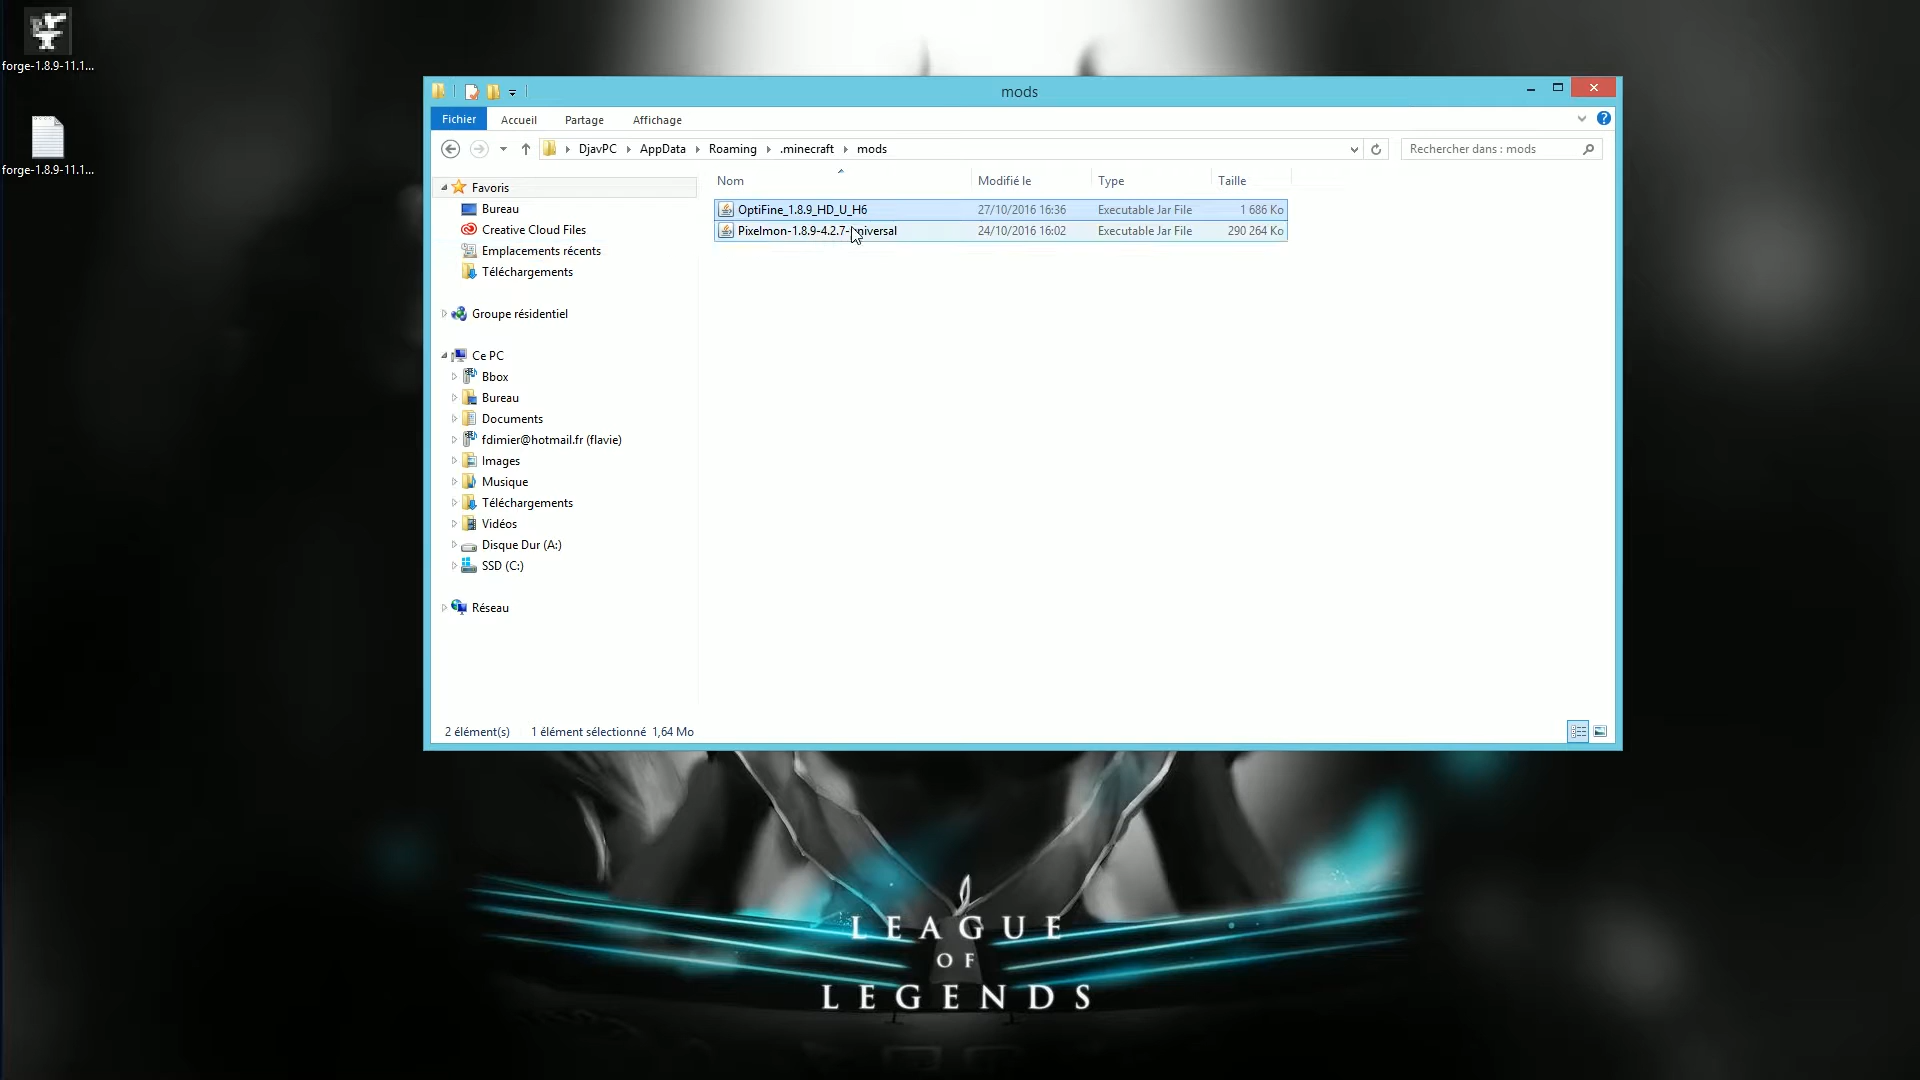 forge-1.8.9-11.1...
forge-1.8.9-11.1...
mods
Fichier Accueil Partage Affichage
DjavPC AppData Roaming .minecraft mods
Rechercher dans : mods
Nom Modifié le Type Taille
OptiFine_1.8.9_HD_U_H6 27/10/2016 16:36 Executable Jar File 1 686 Ko
Pixelmon-1.8.9-4.2.7-universal 24/10/2016 16:02 Executable Jar File 290 264 Ko
Favoris
Bureau
Creative Cloud Files
Emplacements récents
Téléchargements
Groupe résidentiel
Ce PC
Bbox
Bureau
Documents
fdimier@hotmail.fr (flavie)
Images
Musique
Téléchargements
Vidéos
Disque Dur (A:)
SSD (C:)
Réseau
2 élément(s) 1 élément sélectionné 1,64 Mo
LEAGUE
OF
LEGENDS